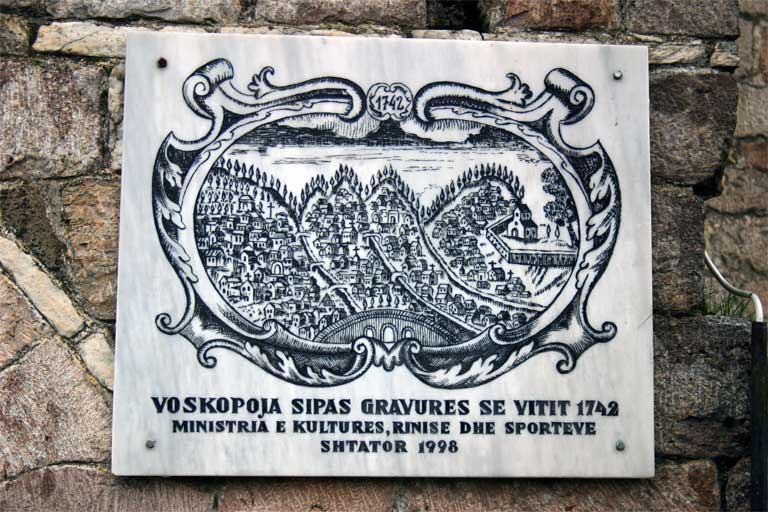 1742
VOSKOPOJA SIPAS GRAVURES SE VITIT 1742
MINISTRIA E KULTURES, RINISE DHE SPORTEVE
SHTATOR 1998